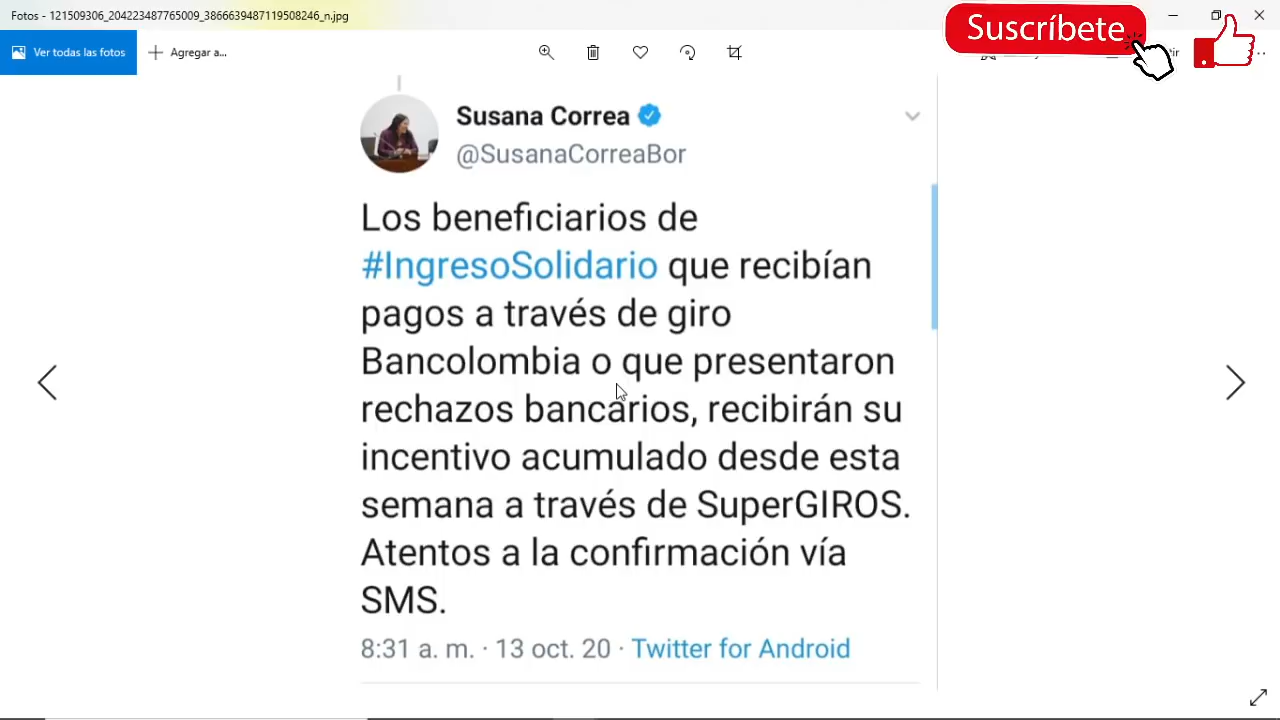 Fotos - 121509306_204223487765009_3866639487119508246_n.jpg
Suscríbete
Ver todas las fotos
Agregar a...
Susana Correa
@SusanaCorreaBor
Los beneficiarios de
#IngresoSolidario que recibían
pagos a través de giro
Bancolombia o que presentaron
rechazos bancarios, recibirán su
incentivo acumulado desde esta
semana a través de SuperGIROS.
Atentos a la confirmación vía
SMS.
8:31 a. m. · 13 oct. 20 · Twitter for Android